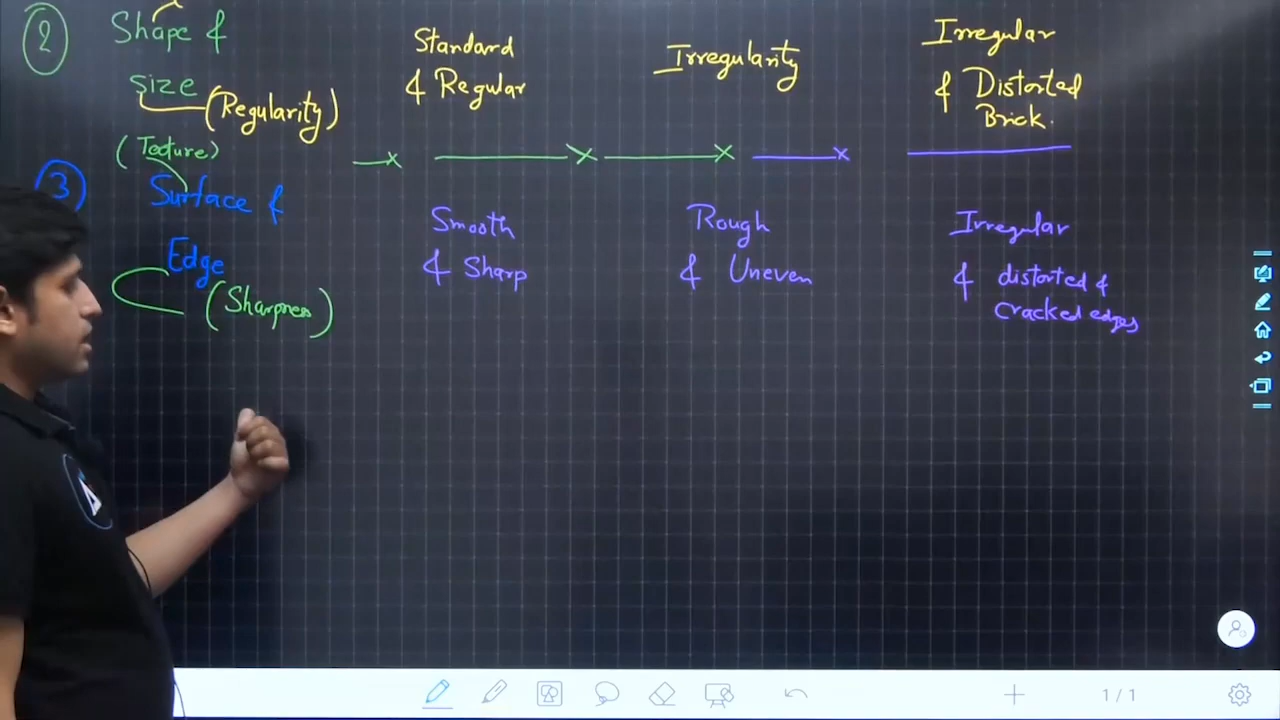 2
Shape &
size
(Regularity)
Standard
& Regular
Irregularity
Irregular
& Distorted
Brick.
(Texture)
3
Surface &
Edge
(Sharpness)
Smooth
& Sharp
Rough
& Uneven
Irregular
& distorted &
cracked edges
1/1